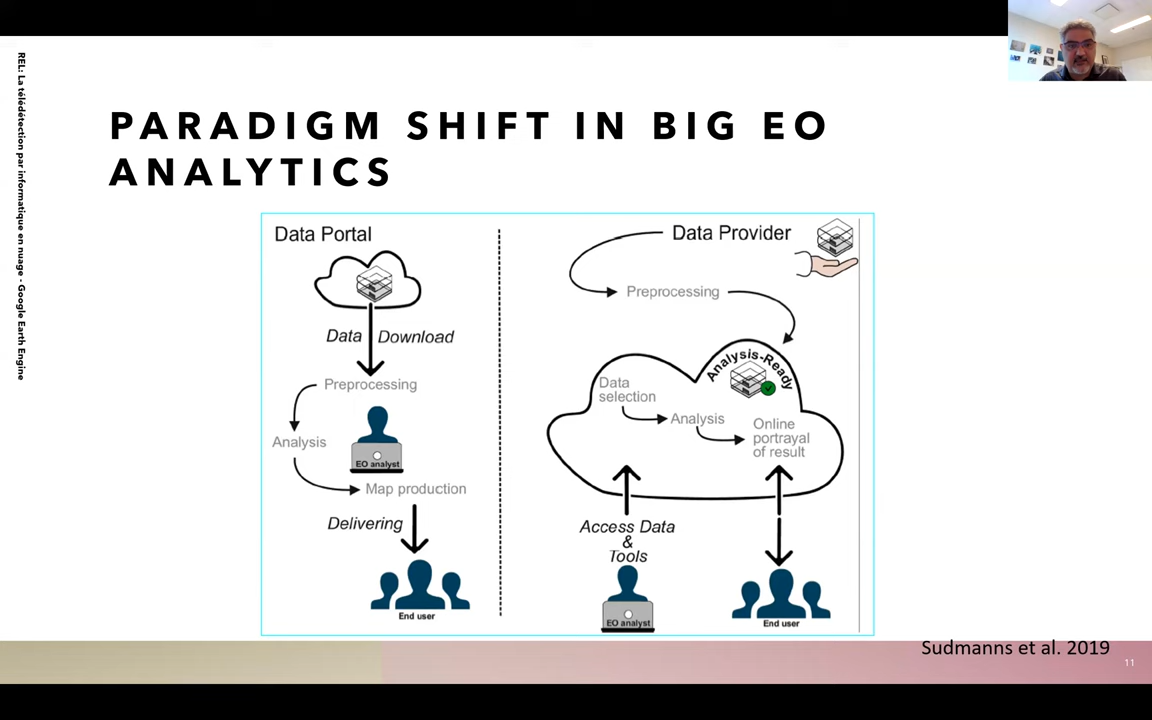 REL: La télédétection par informatique en nuage - Google Earth Engine
PARADIGM SHIFT IN BIG EO
ANALYTICS
Data Portal
Data Download
Preprocessing
Analysis
EO analyst
Map production
Delivering
End user
Data Provider
Preprocessing
Analysis-Ready
Data
selection
Analysis
Online
portrayal
of result
Access Data
&
Tools
EO analyst
End user
Sudmanns et al. 2019
11